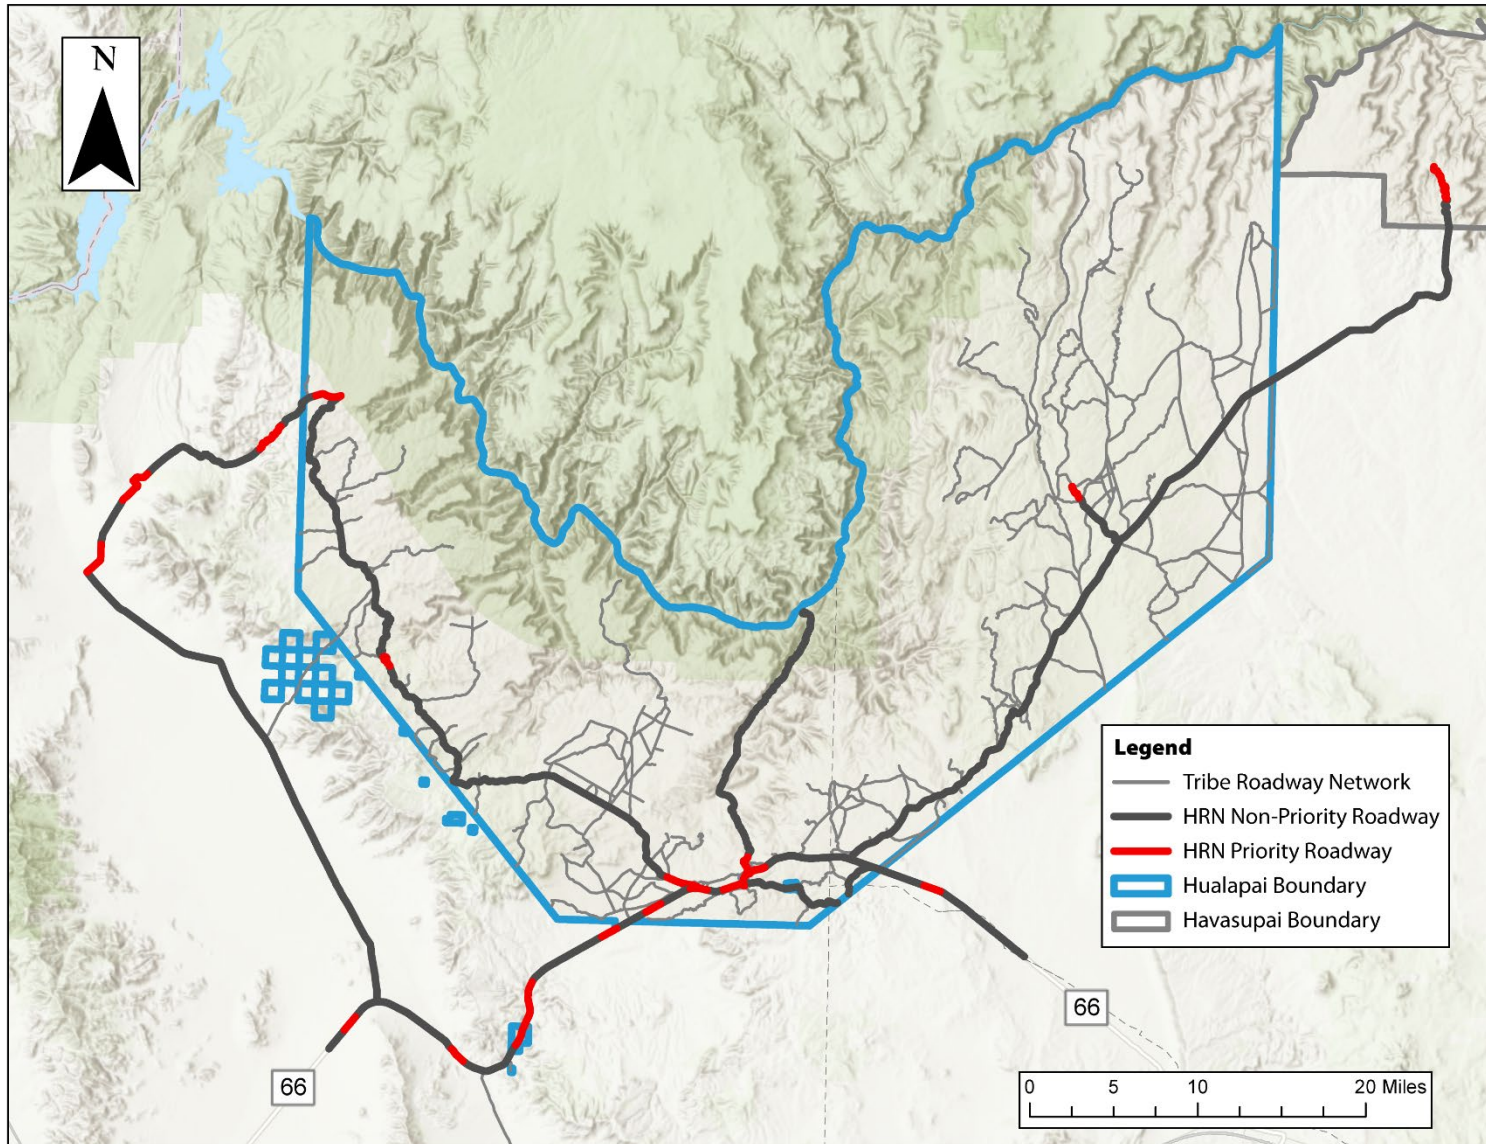 N
Legend
Tribe Roadway Network
HRN Non-Priority Roadway
HRN Priority Roadway
Hualapai Boundary
Havasupai Boundary
66
66
0 5 10 20 Miles